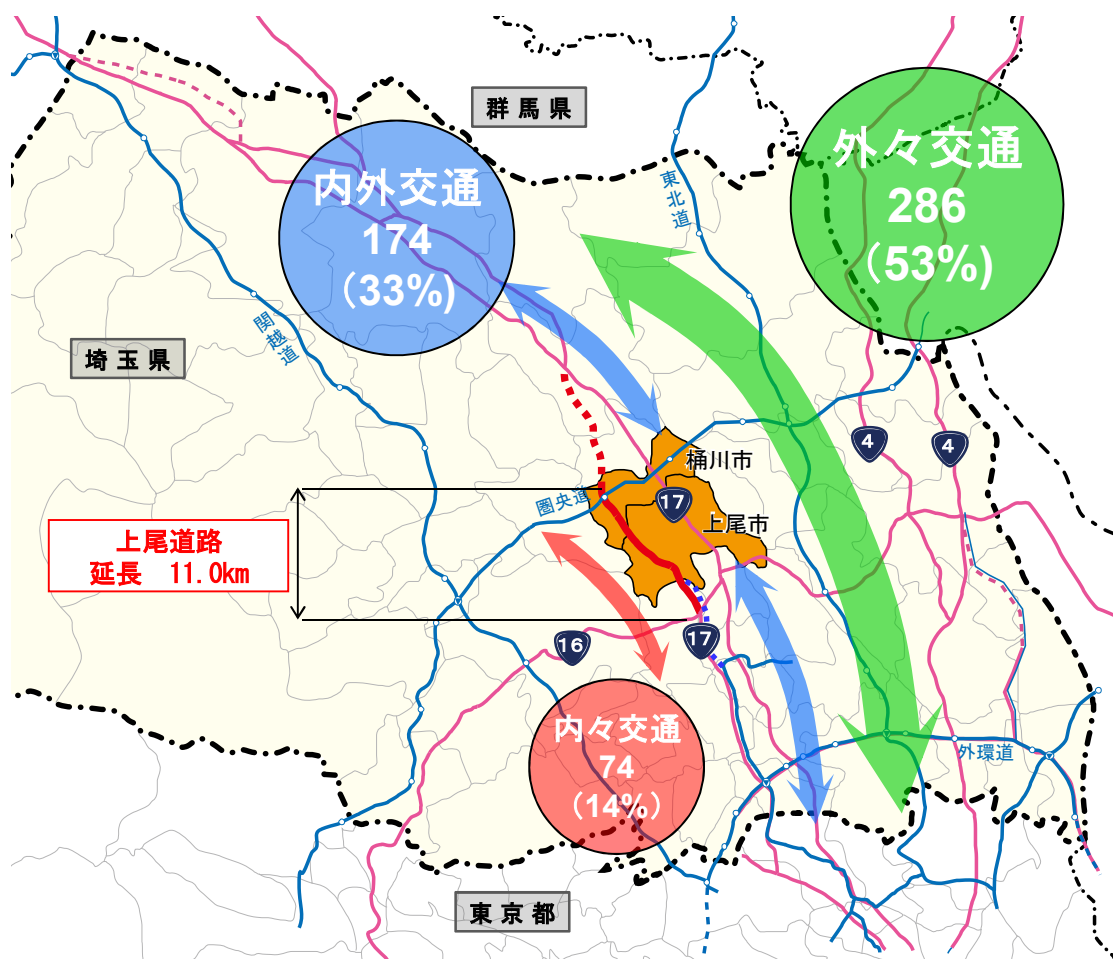 群馬県
外々交通
286
(53%)
内外交通
174
(33%)
東北道
関越道
埼玉県
4
4
桶川市
圏央道
17
上尾市
上尾道路
延長 11.0km
16
17
内々交通
74
(14%)
外環道
東京都